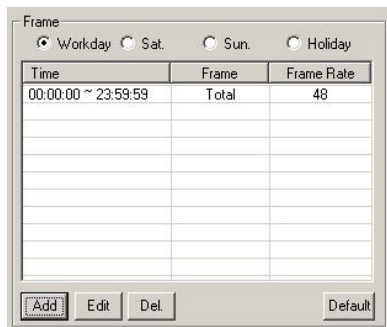 Frame
Workday Sat. Sun. Holiday
Time Frame Frame Rate
00:00:00 ~ 23:59:59 Total 48
Add Edit Del. Default